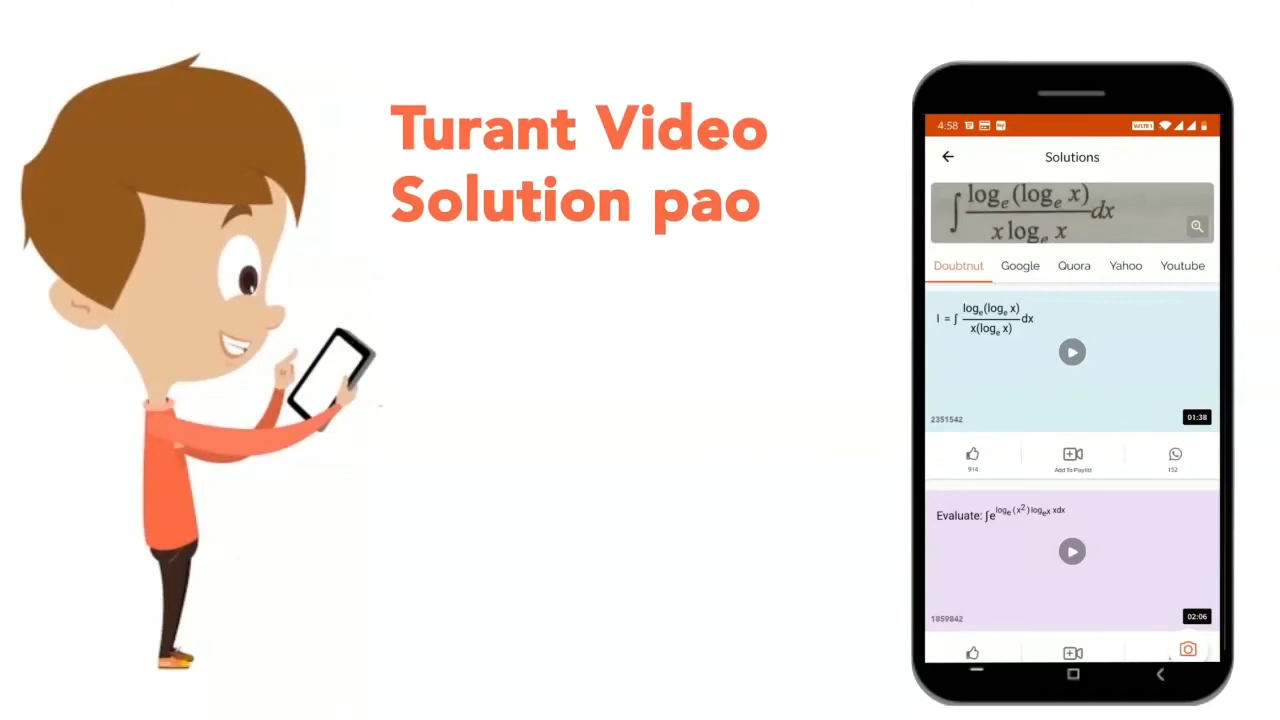 Turant Video
Solution pao
4:58
VoLTE1
Solutions
∫ logₑ(logₑ x) / x logₑ x dx
Doubtnut Google Quora Yahoo Youtube
I = ∫ logₑ(logₑ x) / x(logₑ x) dx
2351542 01:38
914 Add To Playlist 152
Evaluate: ∫e^logₑ(x²)logₑx xdx
1859842 02:06